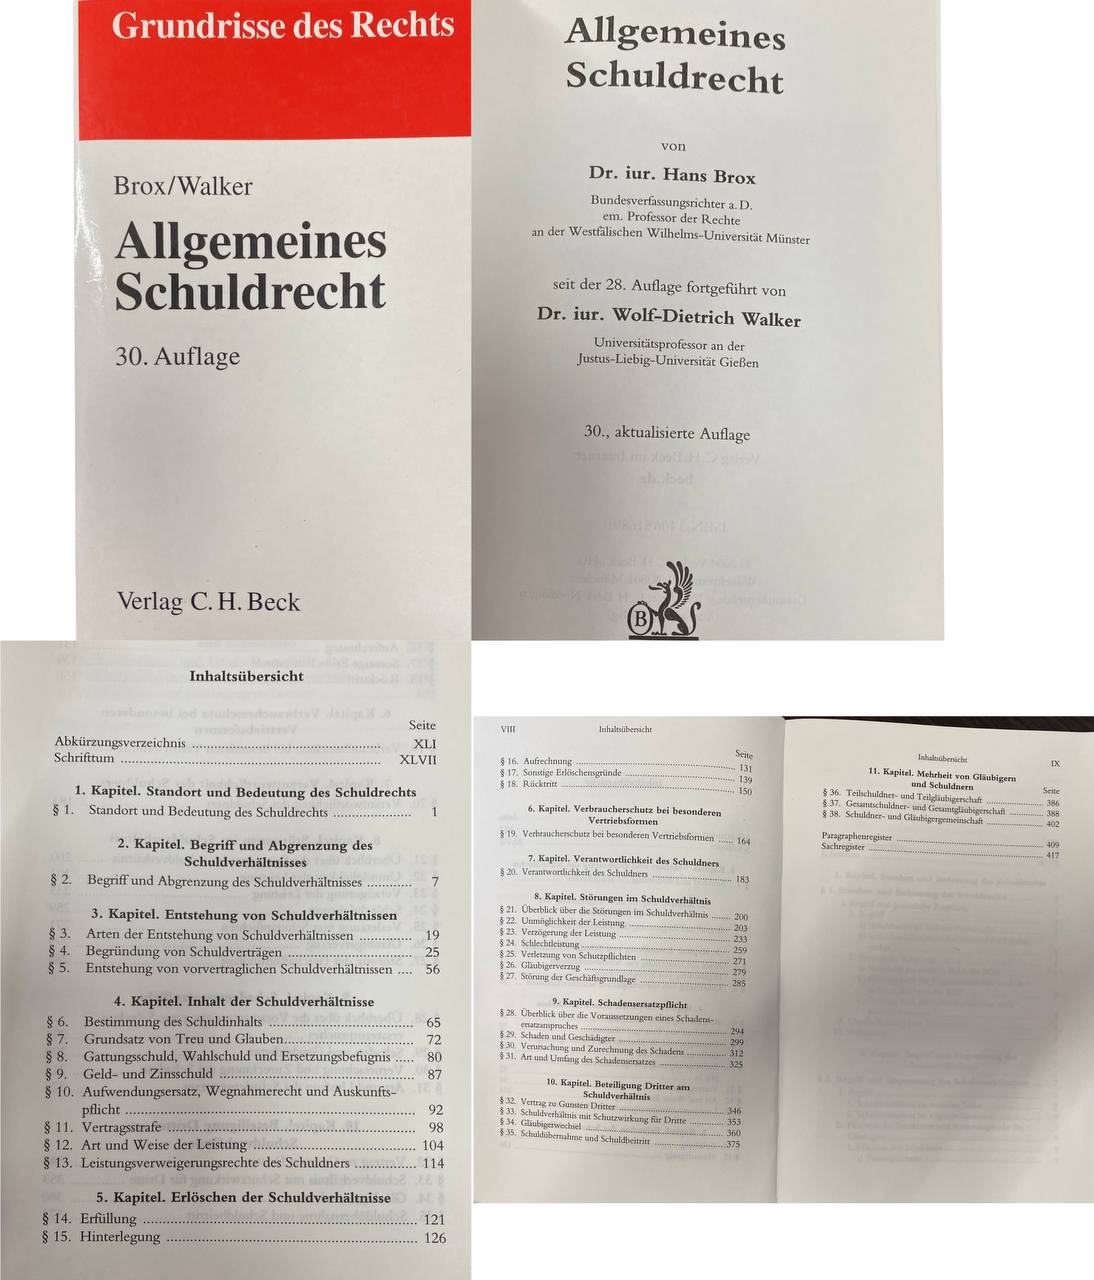 Grundrisse des Rechts
Brox/Walker
Allgemeines
Schuldrecht
30. Auflage
Verlag C. H. Beck
Allgemeines
Schuldrecht
von
Dr. iur. Hans Brox
Bundesverfassungsrichter a. D.
em. Professor der Rechte
an der Westfälischen Wilhelms-Universität Münster
seit der 28. Auflage fortgeführt von
Dr. iur. Wolf-Dietrich Walker
Universitätsprofessor an der
Justus-Liebig-Universität Gießen
30., aktualisierte Auflage
B
Inhaltsübersicht
Seite
Abkürzungsverzeichnis ........ XLI
Schrifttum ........ XLVII
1. Kapitel. Standort und Bedeutung des Schuldrechts
§ 1. Standort und Bedeutung des Schuldrechts ........ 1
2. Kapitel. Begriff und Abgrenzung des
Schuldverhältnisses
§ 2. Begriff und Abgrenzung des Schuldverhältnisses ........ 7
3. Kapitel. Entstehung von Schuldverhältnissen
§ 3. Arten der Entstehung von Schuldverhältnissen ........ 19
§ 4. Begründung von Schuldverträgen ........ 25
§ 5. Entstehung von vorvertraglichen Schuldverhältnissen .... 56
4. Kapitel. Inhalt der Schuldverhältnisse
§ 6. Bestimmung des Schuldinhalts ........ 65
§ 7. Grundsatz von Treu und Glauben ........ 72
§ 8. Gattungsschuld, Wahlschuld und Ersetzungsbefugnis ..... 80
§ 9. Geld- und Zinsschuld ........ 87
§ 10. Aufwendungsersatz, Wegnahmerecht und Auskunfts-
pflicht ........ 92
§ 11. Vertragsstrafe ........ 98
§ 12. Art und Weise der Leistung ........ 104
§ 13. Leistungsverweigerungsrechte des Schuldners ........ 114
5. Kapitel. Erlöschen der Schuldverhältnisse
§ 14. Erfüllung ........ 121
§ 15. Hinterlegung ........ 126
VIII Inhaltsübersicht
Seite
§ 16. Aufrechnung ........ 131
§ 17. Sonstige Erlöschensgründe ........ 139
§ 18. Rücktritt ........ 150
6. Kapitel. Verbraucherschutz bei besonderen
Vertriebsformen
§ 19. Verbraucherschutz bei besonderen Vertriebsformen ...... 164
7. Kapitel. Verantwortlichkeit des Schuldners
§ 20. Verantwortlichkeit des Schuldners ........ 183
8. Kapitel. Störungen im Schuldverhältnis
§ 21. Überblick über die Störungen im Schuldverhältnis ........ 200
§ 22. Unmöglichkeit der Leistung ........ 203
§ 23. Verzögerung der Leistung ........ 233
§ 24. Schlechtleistung ........ 259
§ 25. Verletzung von Schutzpflichten ........ 271
§ 26. Gläubigerverzug ........ 279
§ 27. Störung der Geschäftsgrundlage ........ 285
9. Kapitel. Schadensersatzpflicht
§ 28. Überblick über die Voraussetzungen eines Schadens-
ersatzanspruches ........ 294
§ 29. Schaden und Geschädigter ........ 299
§ 30. Verursachung und Zurechnung des Schadens ........ 312
§ 31. Art und Umfang des Schadensersatzes ........ 325
10. Kapitel. Beteiligung Dritter am
Schuldverhältnis
§ 32. Vertrag zu Gunsten Dritter ........ 346
§ 33. Schuldverhältnis mit Schutzwirkung für Dritte ........ 353
§ 34. Gläubigerwechsel ........ 360
§ 35. Schuldübernahme und Schuldbeitritt ........ 375
Inhaltsübersicht IX
11. Kapitel. Mehrheit von Gläubigern
und Schuldnern
Seite
§ 36. Teilschuldner- und Teilgläubigerschaft ........ 386
§ 37. Gesamtschuldner- und Gesamtgläubigerschaft ........ 388
§ 38. Schuldner- und Gläubigergemeinschaft ........ 402
Paragraphenregister ........ 409
Sachregister ........ 417